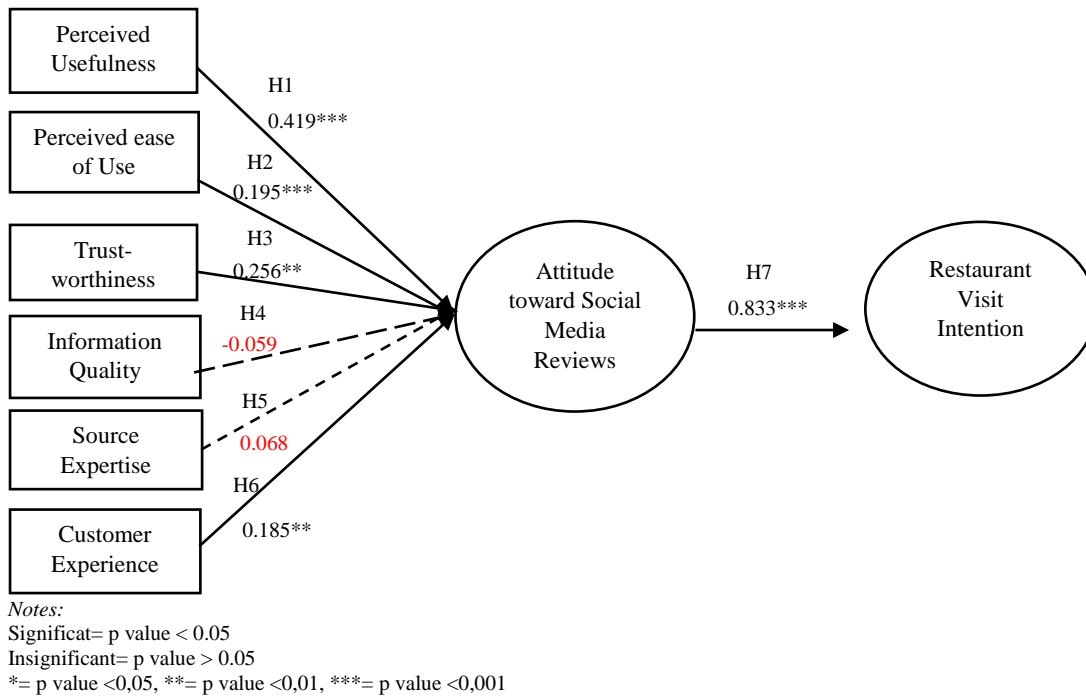 Perceived
Usefulness
H1
0.419***
Perceived ease
of Use
H2
0.195***
Trust-
worthiness
H3
0.256**
Information
Quality
H4
-0.059
Source
Expertise
H5
0.068
Customer
Experience
H6
0.185**
Attitude
toward Social
Media
Reviews
H7
0.833***
Restaurant
Visit
Intention
Notes:
Significat= p value < 0.05
Insignificant= p value > 0.05
*= p value <0,05, **= p value <0,01, ***= p value <0,001